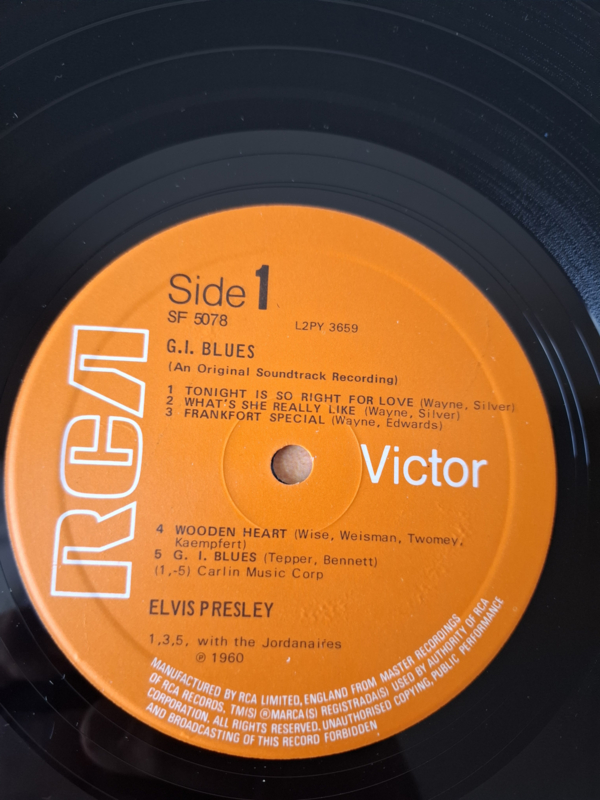 Side 1
SF 5078 L2PY 3659
G.I. BLUES
(An Original Soundtrack Recording)
1 TONIGHT IS SO RIGHT FOR LOVE (Wayne, Silver)
2 WHAT'S SHE REALLY LIKE (Wayne, Silver)
3 FRANKFORT SPECIAL (Wayne, Edwards)
RCA Victor
4 WOODEN HEART (Wise, Weisman, Twomey,
Kaempfert)
5 G. I. BLUES (Tepper, Bennett)
(1,-5) Carlin Music Corp
ELVIS PRESLEY
1,3,5, with the Jordanaires
℗ 1960
MANUFACTURED BY RCA LIMITED, ENGLAND FROM MASTER RECORDINGS
OF RCA RECORDS. TM(S) ® MARCA(S) REGISTRADA(S) USED BY AUTHORITY OF RCA
CORPORATION. ALL RIGHTS RESERVED. UNAUTHORISED COPYING, PUBLIC PERFORMANCE
AND BROADCASTING OF THIS RECORD FORBIDDEN